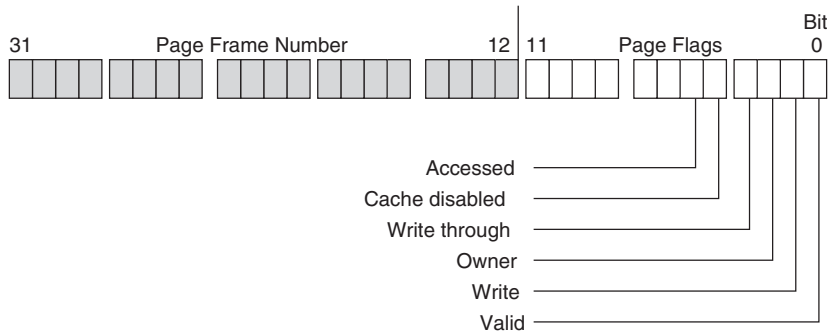 Bit
31 Page Frame Number 12 11 Page Flags 0
Accessed
Cache disabled
Write through
Owner
Write
Valid